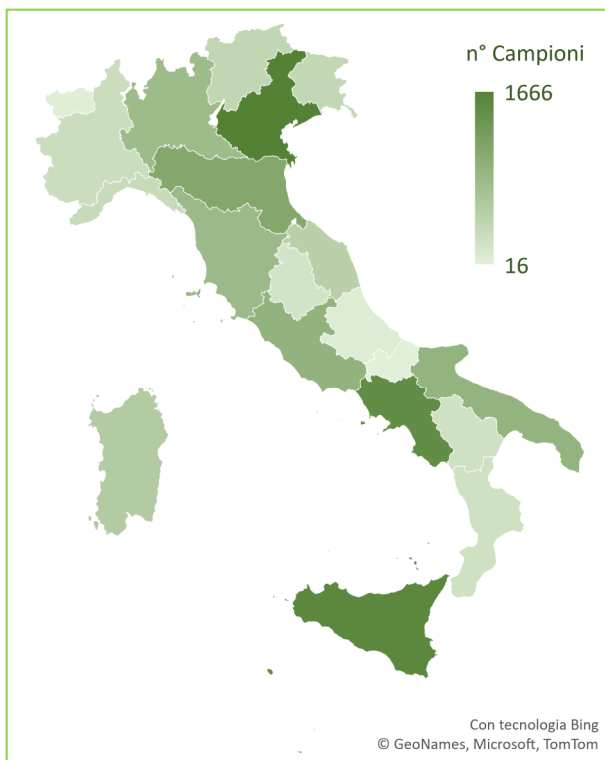 n° Campioni
1666
16
Con tecnologia Bing
© GeoNames, Microsoft, TomTom